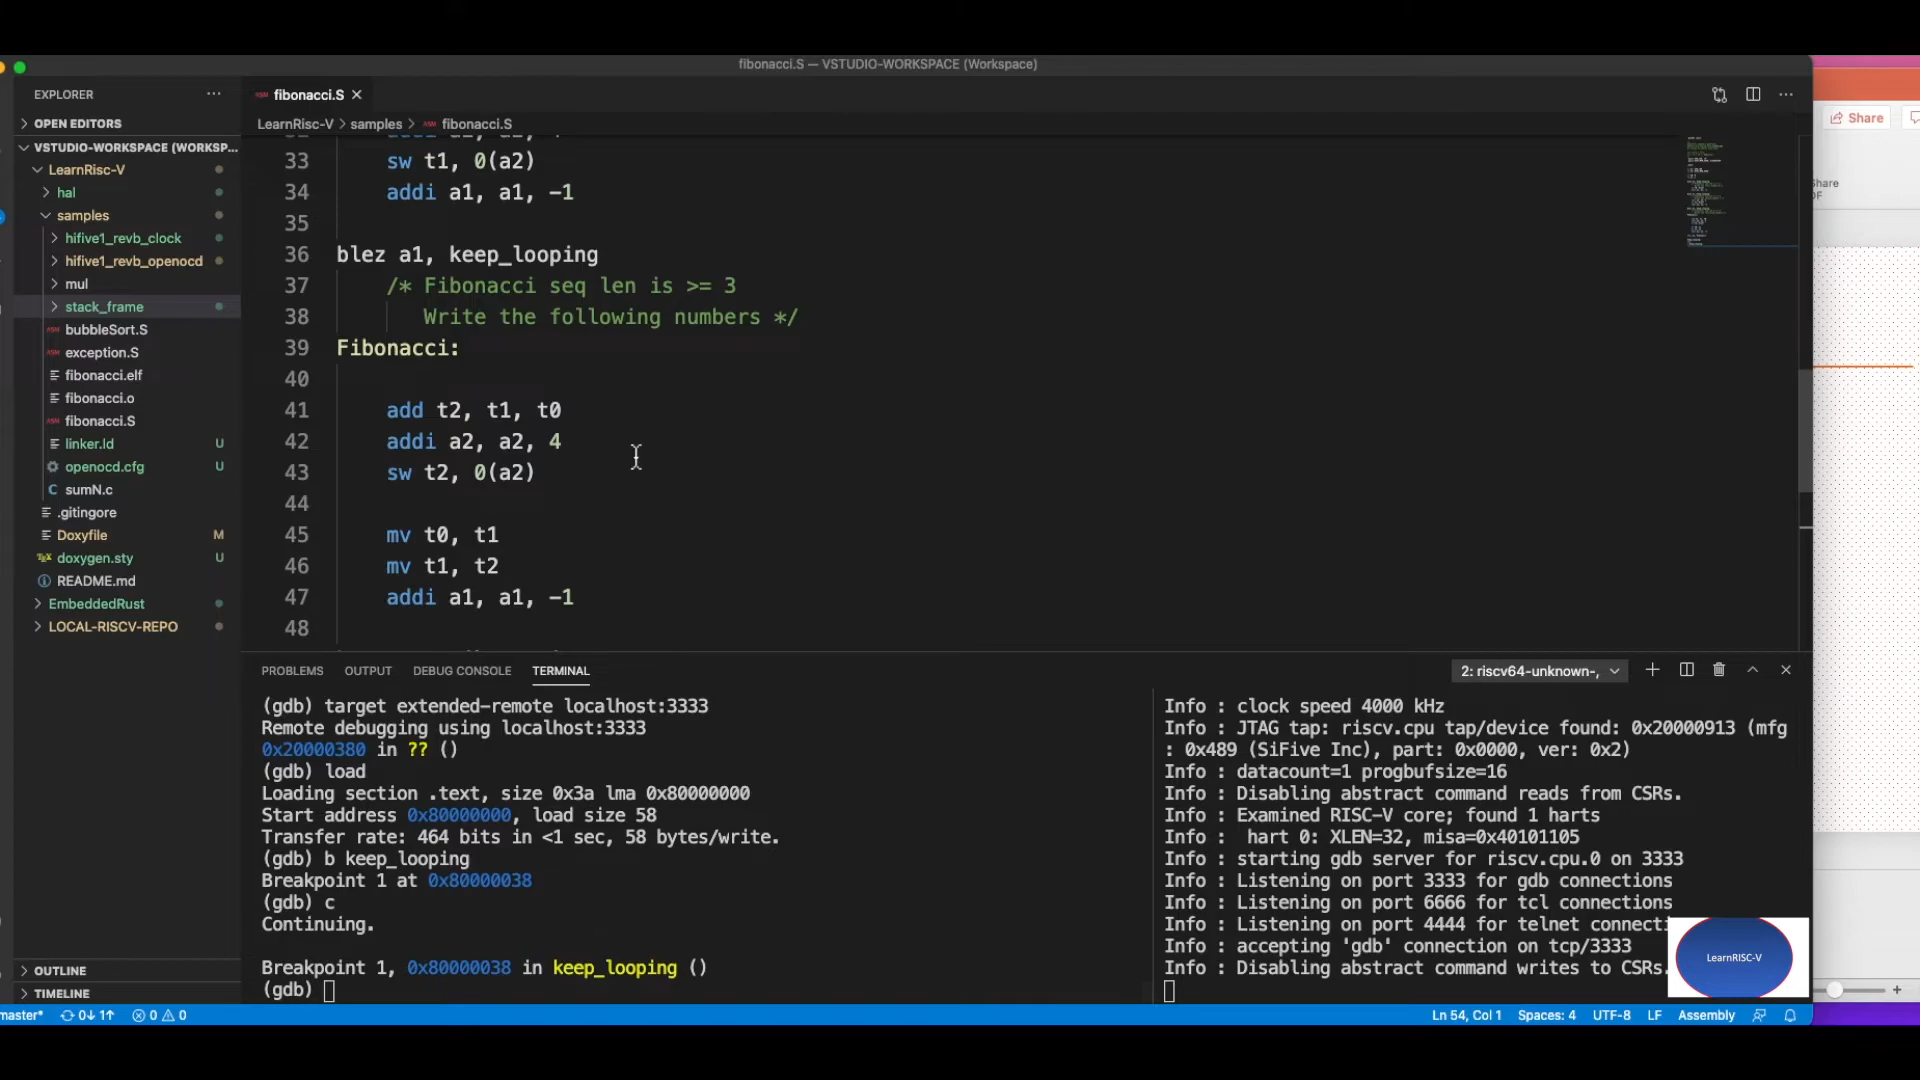 fibonacci.S — VSTUDIO-WORKSPACE (Workspace)
EXPLORER
OPEN EDITORS
VSTUDIO-WORKSPACE (WORKSP...
LearnRisc-V
hal
samples
hifive1_revb_clock
hifive1_revb_openocd
mul
stack_frame
bubbleSort.S
exception.S
fibonacci.elf
fibonacci.o
fibonacci.S
linker.ld U
openocd.cfg U
C sumN.c
.gitingore
Doxyfile M
doxygen.sty U
README.md
EmbeddedRust
LOCAL-RISCV-REPO
OUTLINE
TIMELINE
fibonacci.S
LearnRisc-V > samples > fibonacci.S
33 sw t1, 0(a2)
34 addi a1, a1, -1
35
36 blez a1, keep_looping
37 /* Fibonacci seq len is >= 3
38 Write the following numbers */
39 Fibonacci:
40
41 add t2, t1, t0
42 addi a2, a2, 4
43 sw t2, 0(a2)
44
45 mv t0, t1
46 mv t1, t2
47 addi a1, a1, -1
48
PROBLEMS OUTPUT DEBUG CONSOLE TERMINAL
2: riscv64-unknown-,
(gdb) target extended-remote localhost:3333
Remote debugging using localhost:3333
0x20000380 in ?? ()
(gdb) load
Loading section .text, size 0x3a lma 0x80000000
Start address 0x80000000, load size 58
Transfer rate: 464 bits in <1 sec, 58 bytes/write.
(gdb) b keep_looping
Breakpoint 1 at 0x80000038
(gdb) c
Continuing.
Breakpoint 1, 0x80000038 in keep_looping ()
(gdb)
Info : clock speed 4000 kHz
Info : JTAG tap: riscv.cpu tap/device found: 0x20000913 (mfg
: 0x489 (SiFive Inc), part: 0x0000, ver: 0x2)
Info : datacount=1 progbufsize=16
Info : Disabling abstract command reads from CSRs.
Info : Examined RISC-V core; found 1 harts
Info :  hart 0: XLEN=32, misa=0x40101105
Info : starting gdb server for riscv.cpu.0 on 3333
Info : Listening on port 3333 for gdb connections
Info : Listening on port 6666 for tcl connections
Info : Listening on port 4444 for telnet connecti
Info : accepting 'gdb' connection on tcp/3333
Info : Disabling abstract command writes to CSRs.
LearnRISC-V
master* 0↓ 1↑ 0 0
Ln 54, Col 1 Spaces: 4 UTF-8 LF Assembly
Share